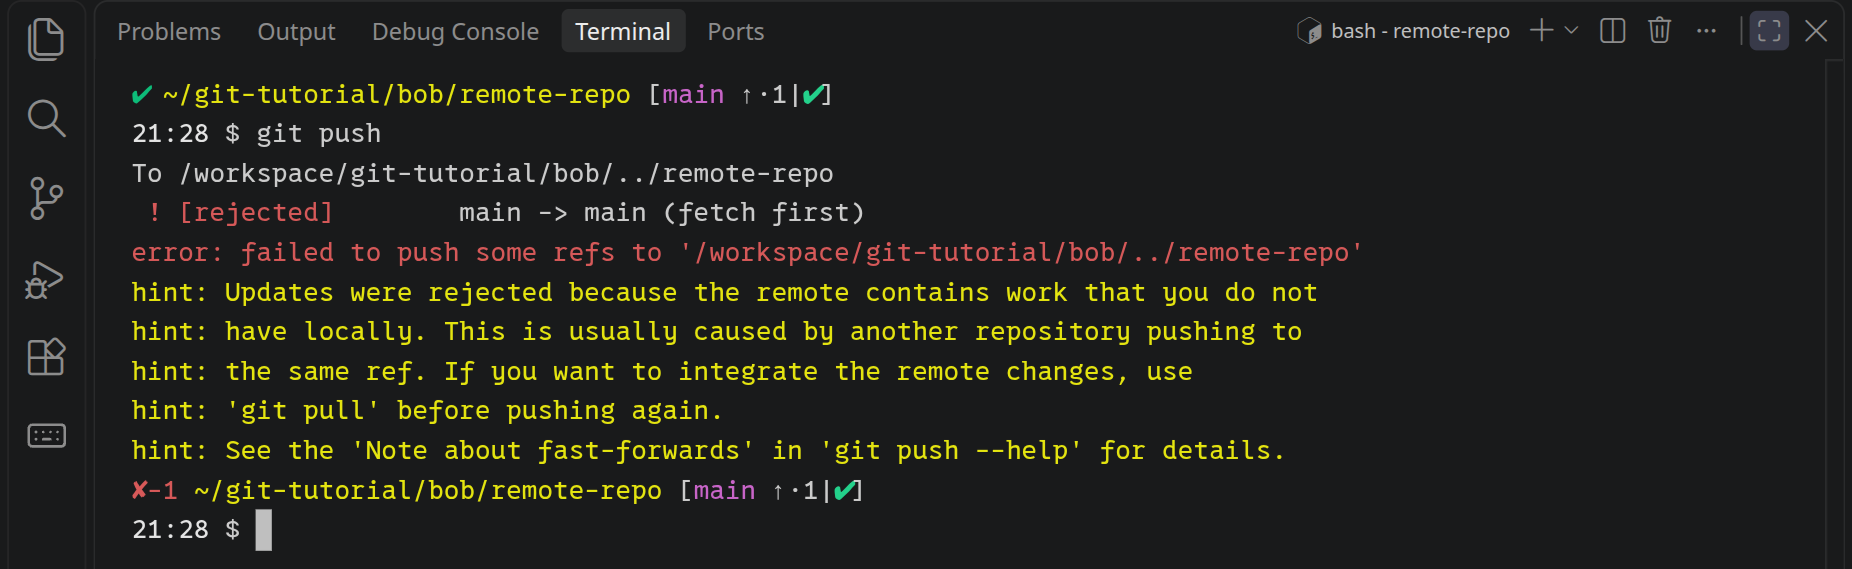 Problems Output Debug Console Terminal Ports bash - remote-repo
✔ ~/git-tutorial/bob/remote-repo [main ↑·1|✔]
21:28 $ git push
To /workspace/git-tutorial/bob/../remote-repo
 ! [rejected]        main -> main (fetch first)
error: failed to push some refs to '/workspace/git-tutorial/bob/../remote-repo'
hint: Updates were rejected because the remote contains work that you do not
hint: have locally. This is usually caused by another repository pushing to
hint: the same ref. If you want to integrate the remote changes, use
hint: 'git pull' before pushing again.
hint: See the 'Note about fast-forwards' in 'git push --help' for details.
✘-1 ~/git-tutorial/bob/remote-repo [main ↑·1|✔]
21:28 $